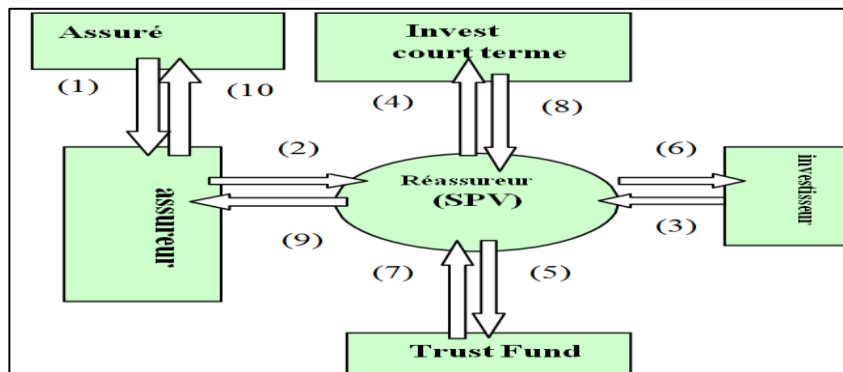 Assuré
Invest
court terme
(1)
(10
(4)
(8)
(2)
(6)
assureur
Réassureur
(SPV)
investisseur
(9)
(3)
(7)
(5)
Trust Fund